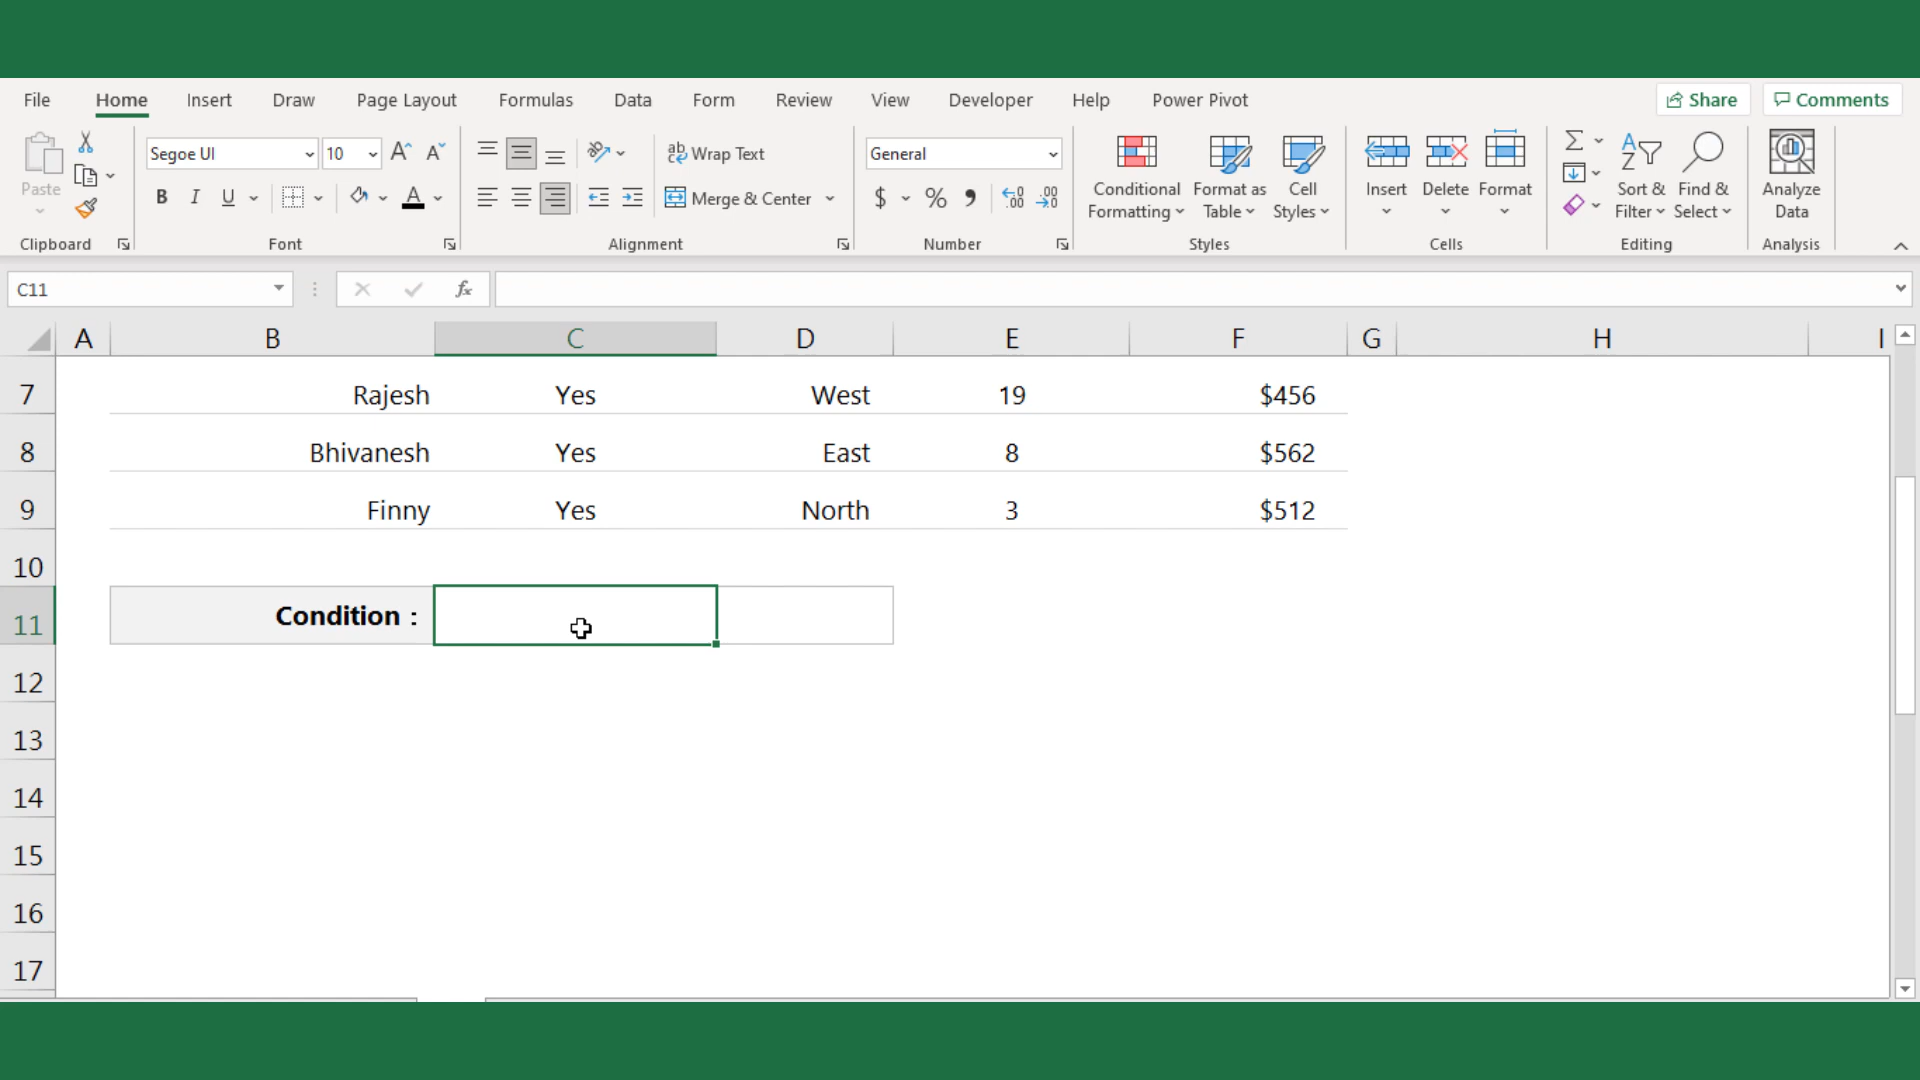 File Home Insert Draw Page Layout Formulas Data Form Review View Developer Help Power Pivot Share Comments
Paste Segoe UI 10 Wrap Text General Conditional Formatting Format as Table Cell Styles Insert Delete Format Sort & Filter Find & Select Analyze Data
B I U A Merge & Center $ %
Clipboard Font Alignment Number Styles Cells Editing Analysis
C11 fx
A B C D E F G H I
7 Rajesh Yes West 19 $456
8 Bhivanesh Yes East 8 $562
9 Finny Yes North 3 $512
10
11 Condition :
12
13
14
15
16
17